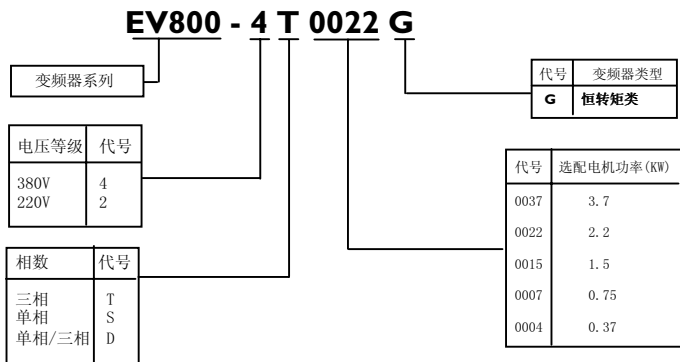 EV800 - 4 T 0022 G
变频器系列
代号 变频器类型
G 恒转矩类
电压等级 代号
380V 4
220V 2
相数 代号
三相 T
单相 S
单相/三相 D
代号 选配电机功率(KW)
0037 3.7
0022 2.2
0015 1.5
0007 0.75
0004 0.37